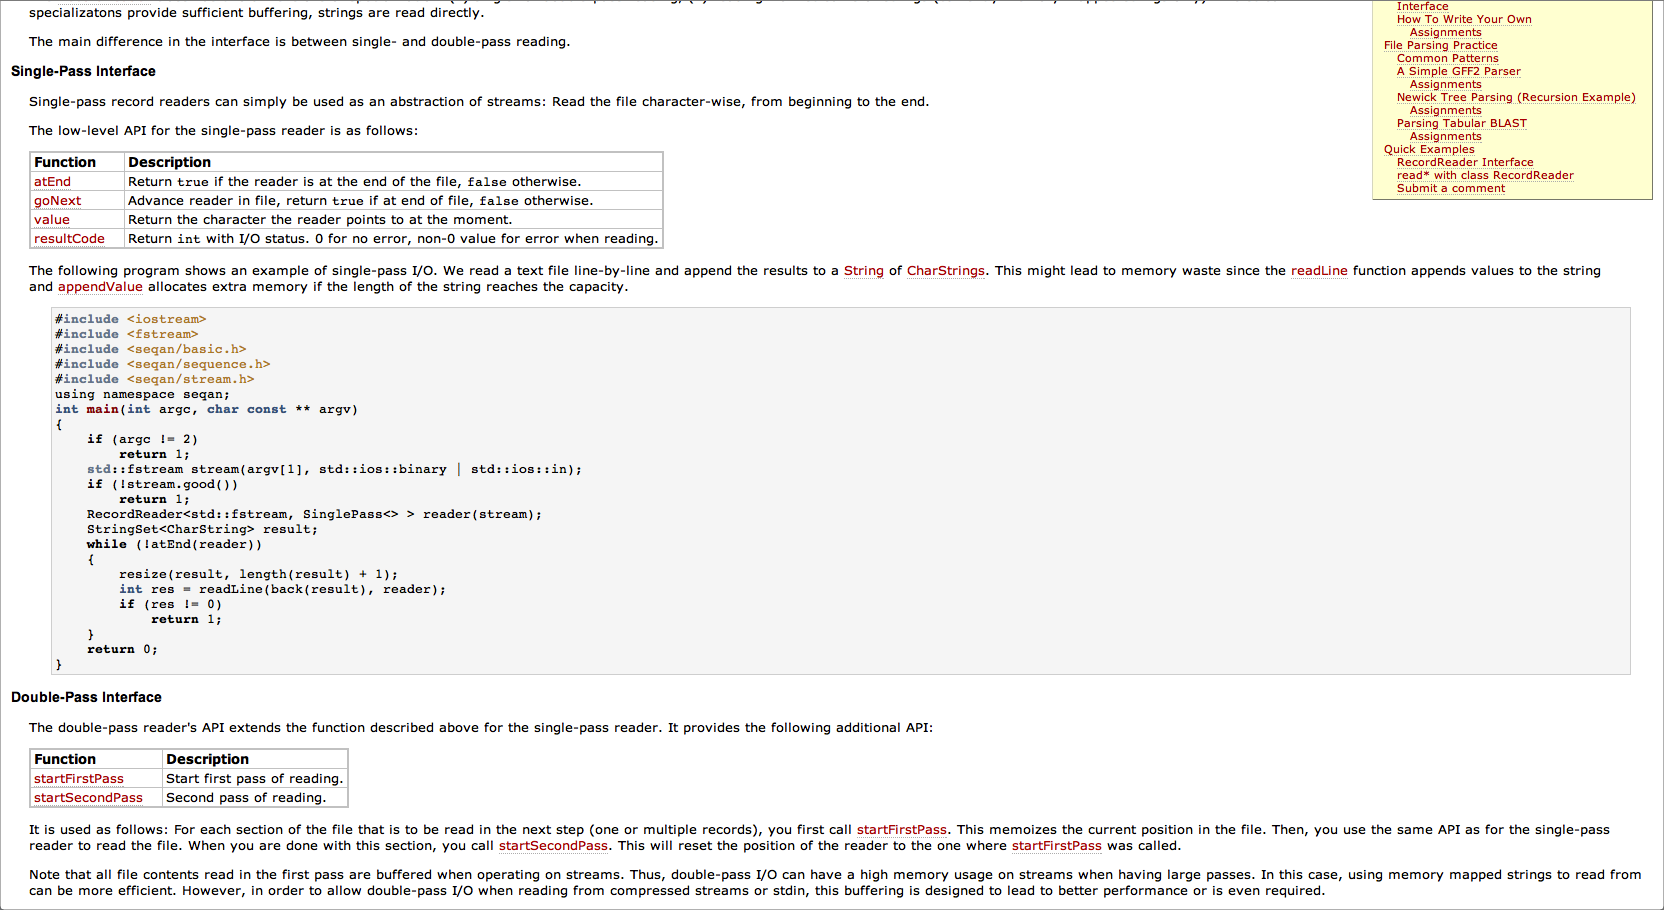 specializatons provide sufficient buffering, strings are read directly.
The main difference in the interface is between single- and double-pass reading.
Single-Pass Interface
Single-pass record readers can simply be used as an abstraction of streams: Read the file character-wise, from beginning to the end.
The low-level API for the single-pass reader is as follows:
Function Description
atEnd Return true if the reader is at the end of the file, false otherwise.
goNext Advance reader in file, return true if at end of file, false otherwise.
value Return the character the reader points to at the moment.
resultCode Return int with I/O status. 0 for no error, non-0 value for error when reading.
The following program shows an example of single-pass I/O. We read a text file line-by-line and append the results to a String of CharStrings. This might lead to memory waste since the readLine function appends values to the string
and appendValue allocates extra memory if the length of the string reaches the capacity.
#include <iostream>
#include <fstream>
#include <seqan/basic.h>
#include <seqan/sequence.h>
#include <seqan/stream.h>
using namespace seqan;
int main(int argc, char const ** argv)
{
    if (argc != 2)
        return 1;
    std::fstream stream(argv[1], std::ios::binary | std::ios::in);
    if (!stream.good())
        return 1;
    RecordReader<std::fstream, SinglePass<> > reader(stream);
    StringSet<CharString> result;
    while (!atEnd(reader))
    {
        resize(result, length(result) + 1);
        int res = readLine(back(result), reader);
        if (res != 0)
            return 1;
    }
    return 0;
}
Double-Pass Interface
The double-pass reader's API extends the function described above for the single-pass reader. It provides the following additional API:
Function Description
startFirstPass Start first pass of reading.
startSecondPass Second pass of reading.
It is used as follows: For each section of the file that is to be read in the next step (one or multiple records), you first call startFirstPass. This memoizes the current position in the file. Then, you use the same API as for the single-pass
reader to read the file. When you are done with this section, you call startSecondPass. This will reset the position of the reader to the one where startFirstPass was called.
Note that all file contents read in the first pass are buffered when operating on streams. Thus, double-pass I/O can have a high memory usage on streams when having large passes. In this case, using memory mapped strings to read from
can be more efficient. However, in order to allow double-pass I/O when reading from compressed streams or stdin, this buffering is designed to lead to better performance or is even required.
Interface
How To Write Your Own
Assignments
File Parsing Practice
Common Patterns
A Simple GFF2 Parser
Assignments
Newick Tree Parsing (Recursion Example)
Assignments
Parsing Tabular BLAST
Assignments
Quick Examples
RecordReader Interface
read* with class RecordReader
Submit a comment